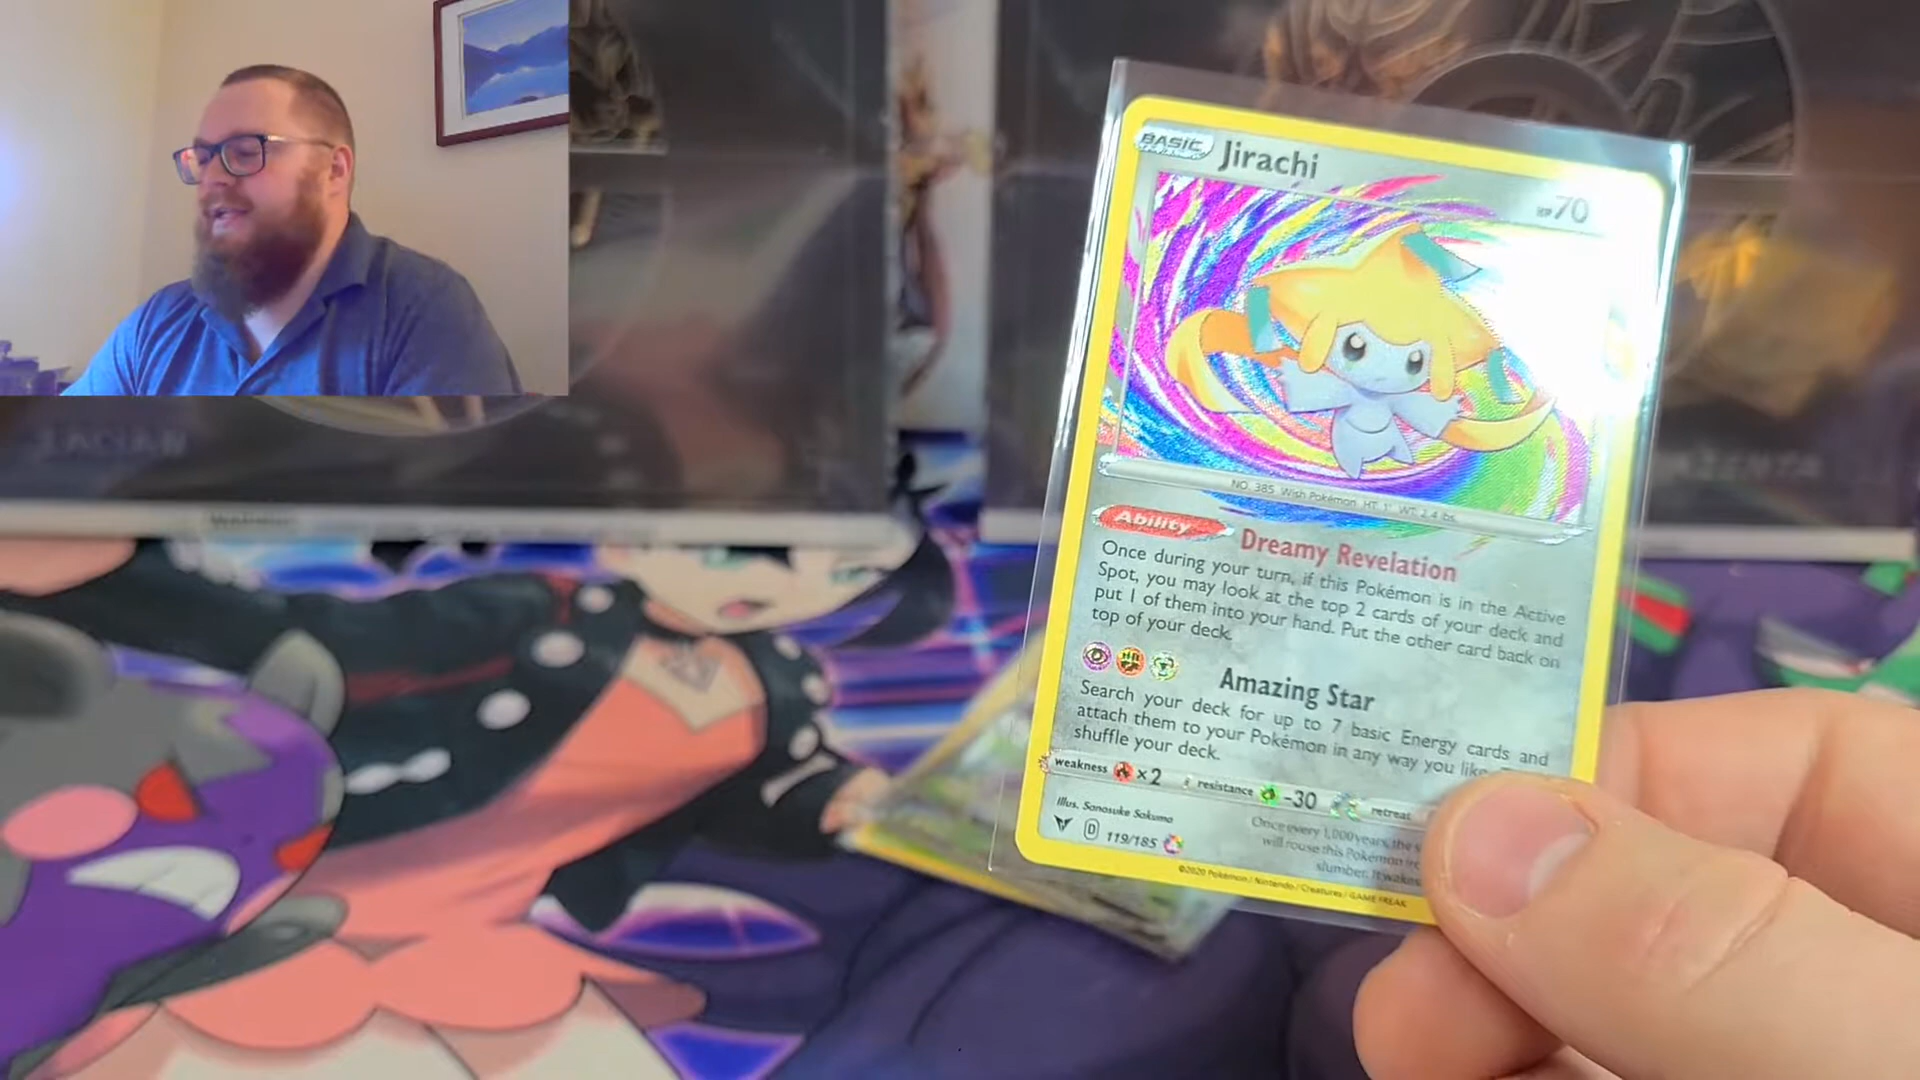 BASIC Jirachi HP 70
NO. 385 Wish Pokémon HT: 1' WT: 2.4 lbs.
Ability Dreamy Revelation
Once during your turn, if this Pokémon is in the Active
Spot, you may look at the top 2 cards of your deck and
put 1 of them into your hand. Put the other card back on
top of your deck.
Amazing Star
Search your deck for up to 7 basic Energy cards and
attach them to your Pokémon in any way you like
shuffle your deck.
weakness ×2 resistance -30 retreat
Illus. Sanosuke Sakuma
D 119/185
Once every 1,000 years, the
will rouse this Pokémon
slumber. It
©2020 Pokémon / Nintendo / Creatures / GAME FREAK
ZACIAN